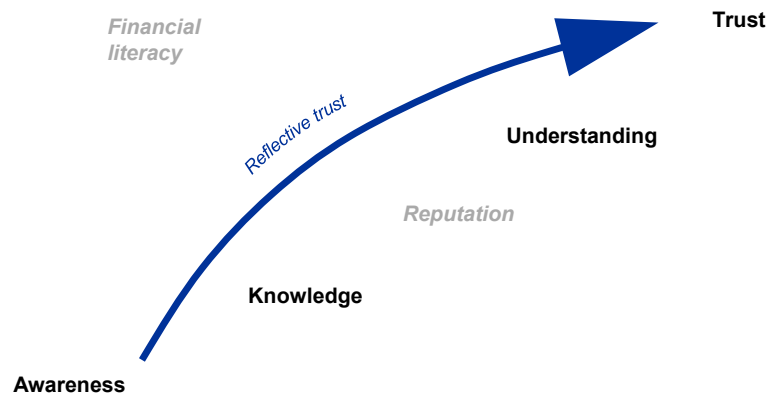 Financial
literacy
Trust
Reflective trust
Understanding
Reputation
Knowledge
Awareness